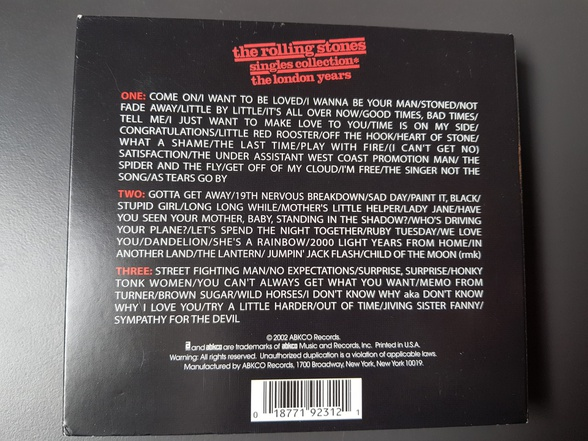 the rolling stones
singles collection*
the london years
ONE: COME ON/I WANT TO BE LOVED/I WANNA BE YOUR MAN/STONED/NOT
FADE AWAY/LITTLE BY LITTLE/IT'S ALL OVER NOW/GOOD TIMES, BAD TIMES/
TELL ME/I JUST WANT TO MAKE LOVE TO YOU/TIME IS ON MY SIDE/
CONGRATULATIONS/LITTLE RED ROOSTER/OFF THE HOOK/HEART OF STONE/
WHAT A SHAME/THE LAST TIME/PLAY WITH FIRE/(I CAN'T GET NO)
SATISFACTION/THE UNDER ASSISTANT WEST COAST PROMOTION MAN/ THE
SPIDER AND THE FLY/GET OFF OF MY CLOUD/I'M FREE/THE SINGER NOT THE
SONG/AS TEARS GO BY
TWO: GOTTA GET AWAY/19TH NERVOUS BREAKDOWN/SAD DAY/PAINT IT, BLACK/
STUPID GIRL/LONG LONG WHILE/MOTHER'S LITTLE HELPER/LADY JANE/HAVE
YOU SEEN YOUR MOTHER, BABY, STANDING IN THE SHADOW?/WHO'S DRIVING
YOUR PLANE?/LET'S SPEND THE NIGHT TOGETHER/RUBY TUESDAY/WE LOVE
YOU/DANDELION/SHE'S A RAINBOW/2000 LIGHT YEARS FROM HOME/IN
ANOTHER LAND/THE LANTERN/ JUMPIN' JACK FLASH/CHILD OF THE MOON (rmk)
THREE: STREET FIGHTING MAN/NO EXPECTATIONS/SURPRISE, SURPRISE/HONKY
TONK WOMEN/YOU CAN'T ALWAYS GET WHAT YOU WANT/MEMO FROM
TURNER/BROWN SUGAR/WILD HORSES/I DON'T KNOW WHY aka DON'T KNOW
WHY I LOVE YOU/TRY A LITTLE HARDER/OUT OF TIME/JIVING SISTER FANNY/
SYMPATHY FOR THE DEVIL
© 2002 ABKCO Records.
and abkco are trademarks of abkco Music and Records, Inc. Printed in U.S.A.
Warning: All rights reserved. Unauthorized duplication is a violation of applicable laws.
Manufactured by ABKCO Records, 1700 Broadway, New York, New York 10019.
0 18771 92312 1